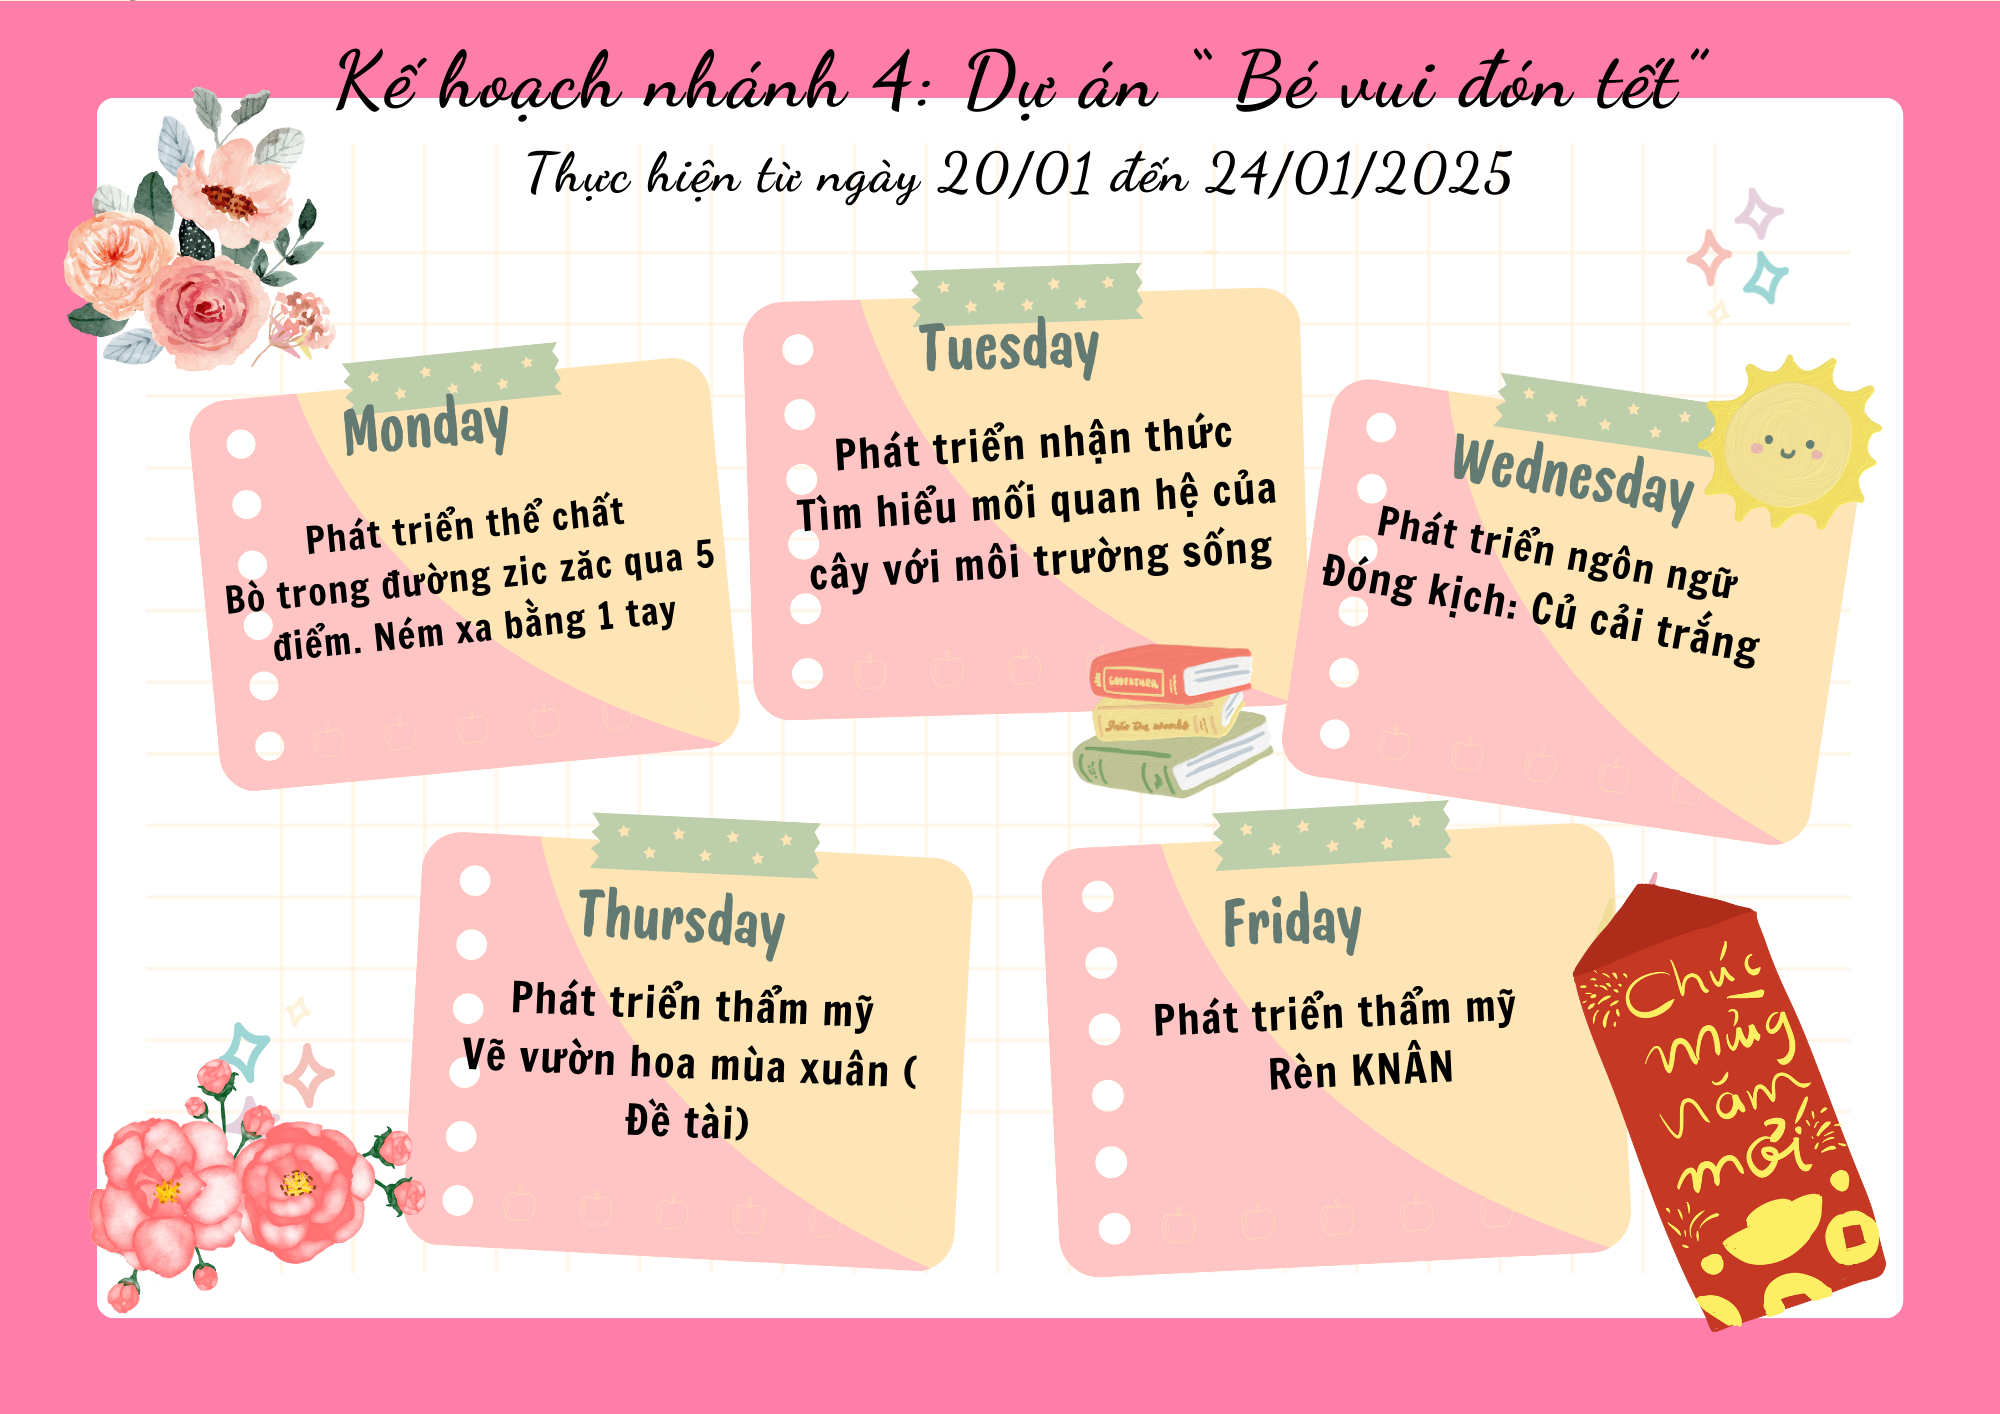 Kế hoạch nhánh 4: Dự án “ Bé vui đón tết”
Thực hiện từ ngày 20/01 đến 24/01/2025
Monday
Phát triển thể chất
Bò trong đường zic zăc qua 5
điểm. Ném xa bằng 1 tay
Tuesday
Phát triển nhận thức
Tìm hiểu mối quan hệ của
cây với môi trường sống
GODFATHER
Into the woods
Wednesday
Phát triển ngôn ngữ
Đóng kịch: Củ cải trắng
Thursday
Phát triển thẩm mỹ
Vẽ vườn hoa mùa xuân (
Đề tài)
Friday
Phát triển thẩm mỹ
Rèn KNÂN
Chúc
mừng
năm
mới